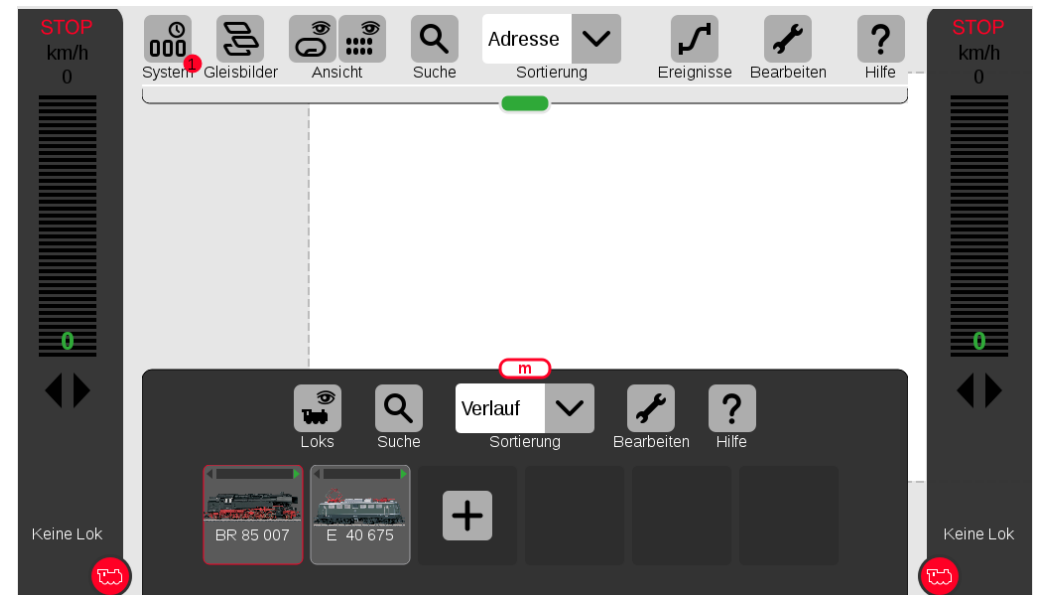 STOP
km/h
0
0
Keine Lok
000
1
System
Gleisbilder
Ansicht
Suche
Adresse
Sortierung
Ereignisse
Bearbeiten
?
Hilfe
m
Loks
Suche
Verlauf
Sortierung
Bearbeiten
?
Hilfe
BR 85 007
E 40 675
STOP
km/h
0
0
Keine Lok